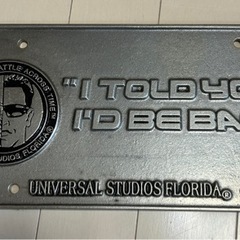 BATTLE ACROSS TIME
STUDIOS FLORIDA®
"I TOLD YO
I'D BE BA
UNIVERSAL STUDIOS FLORIDA®